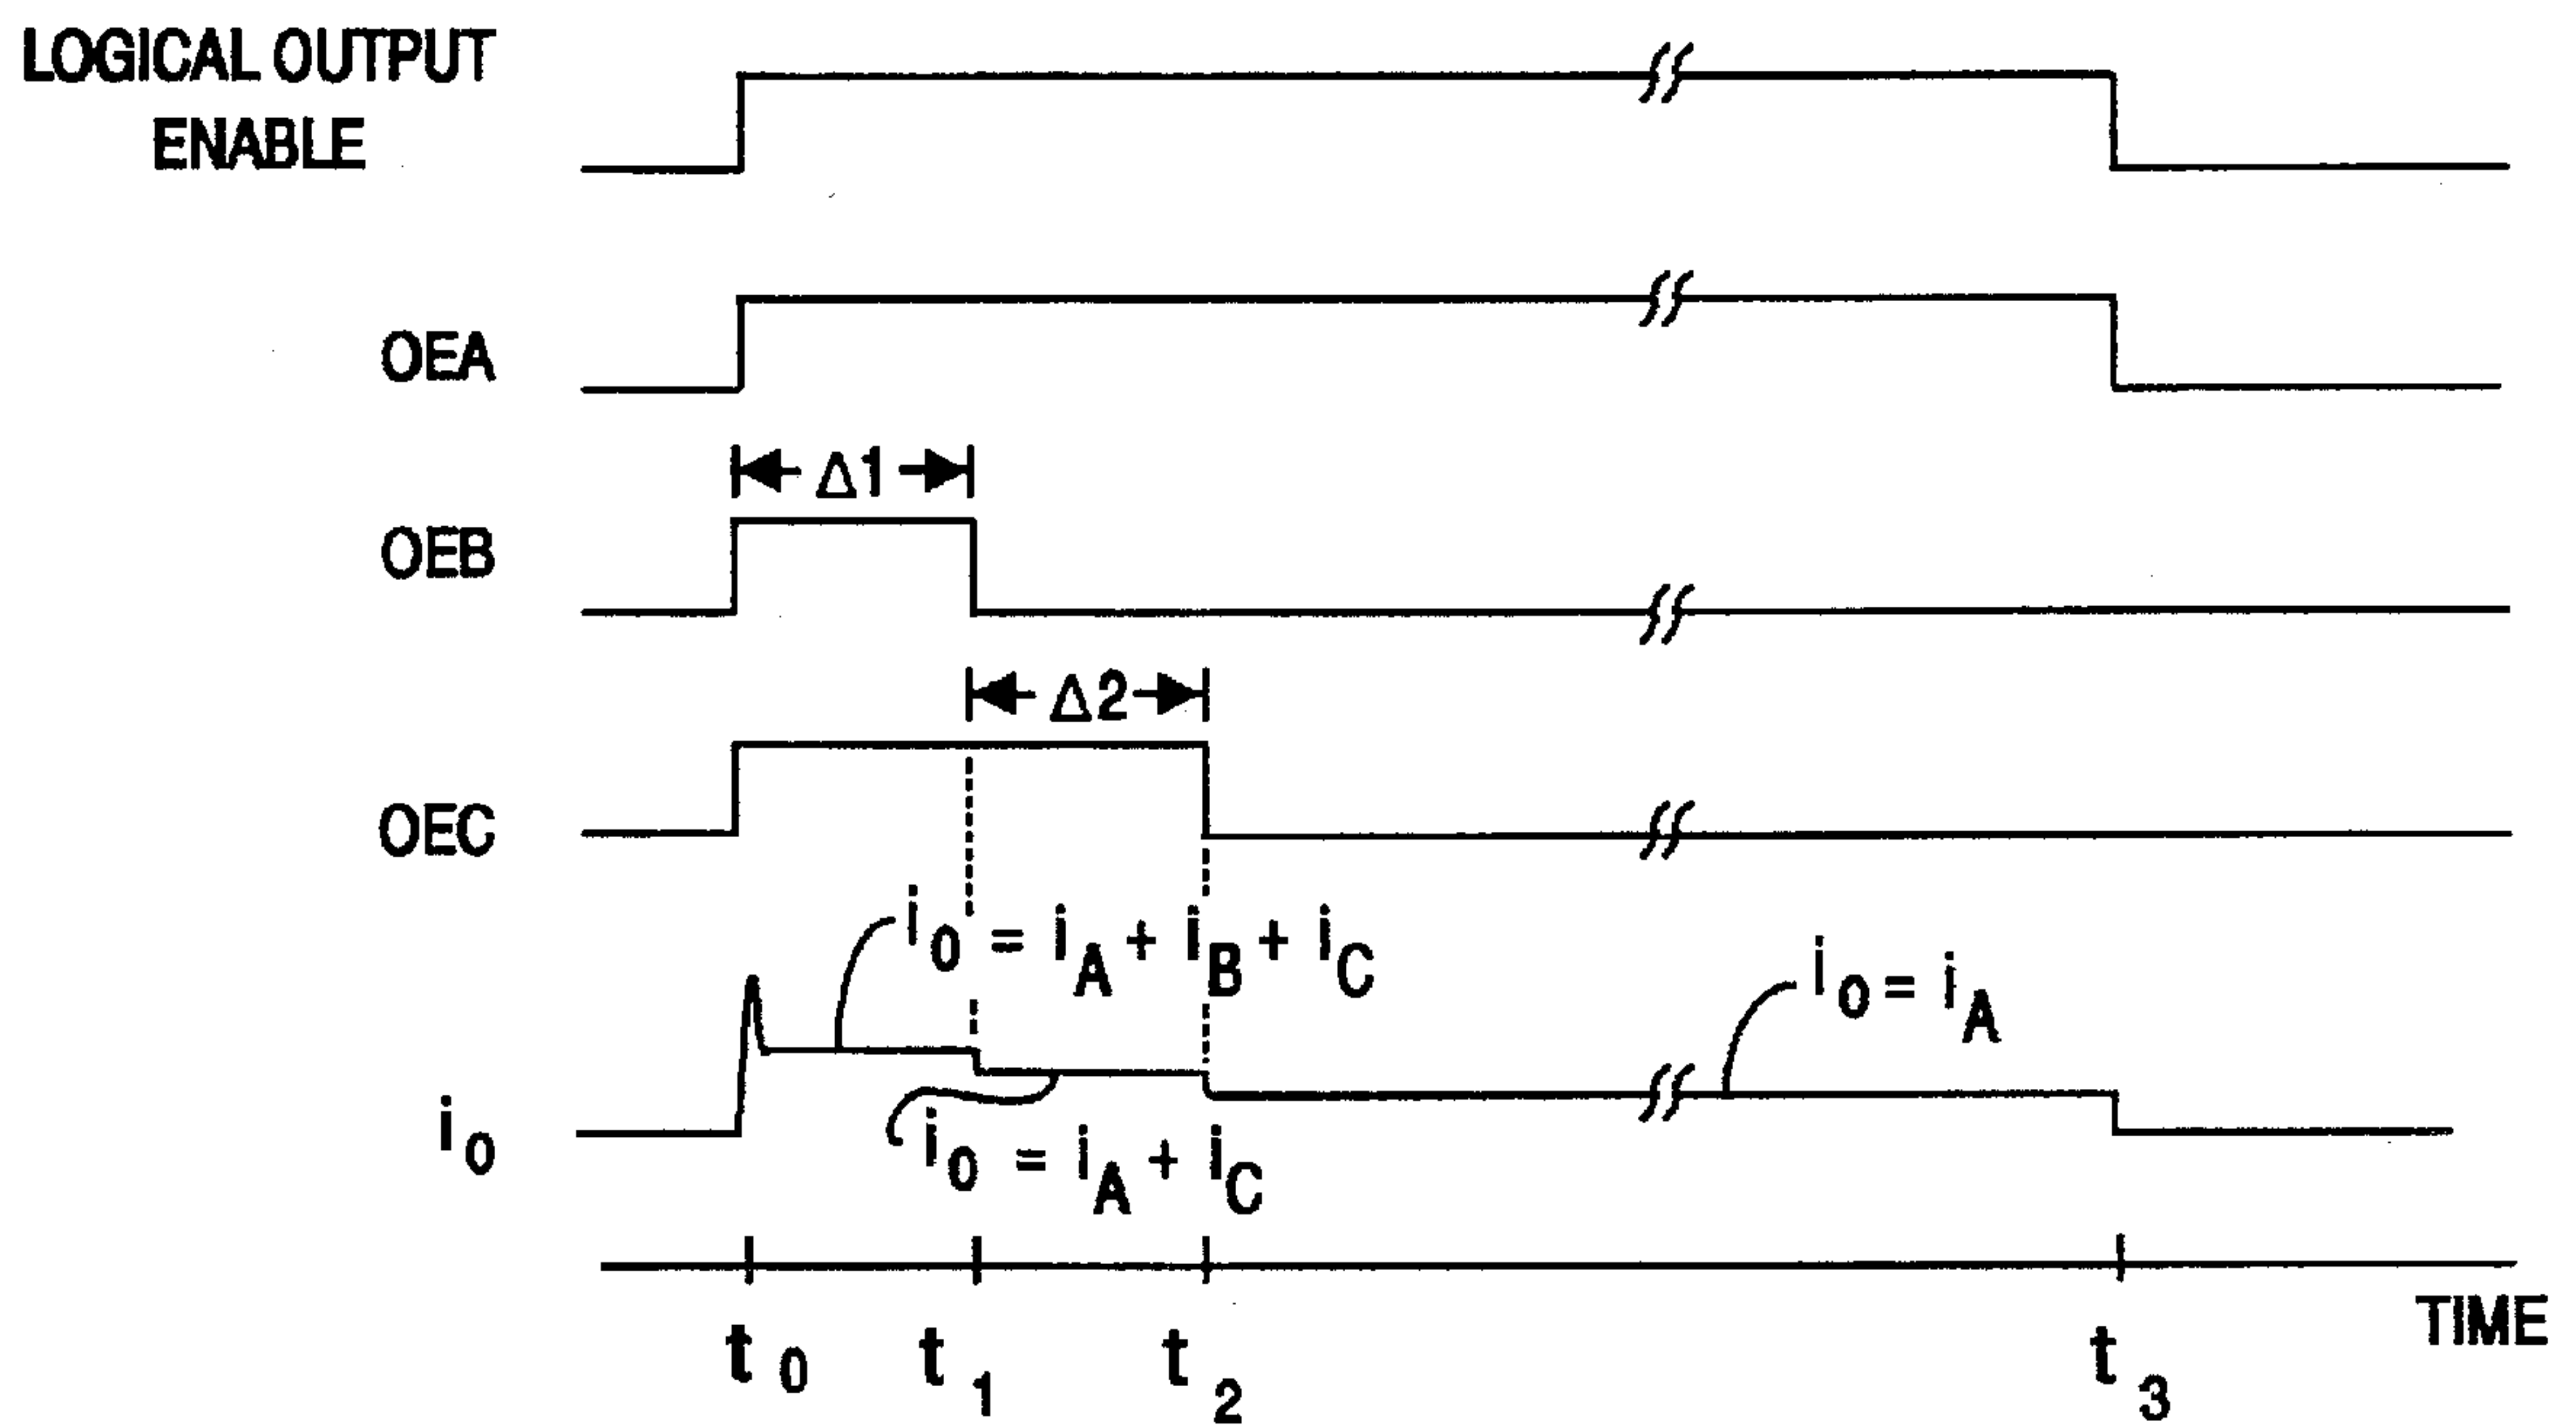 LOGICAL OUTPUT
ENABLE
OEA
Δ1
OEB
Δ2
OEC
i0 = iA + iB + iC
i0 = iA
i0
i0 = iA + iC
TIME
t0 t1 t2 t3